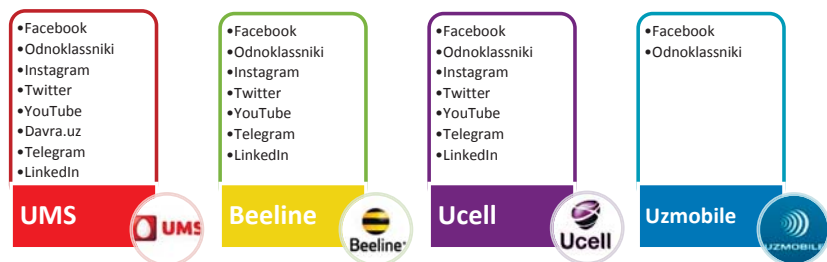 •Facebook
•Odnoklassniki
•Instagram
•Twitter
•YouTube
•Davra.uz
•Telegram
•LinkedIn
UMS
UMS
•Facebook
•Odnoklassniki
•Instagram
•Twitter
•YouTube
•Telegram
•LinkedIn
Beeline
Beeline
•Facebook
•Odnoklassniki
•Instagram
•Twitter
•YouTube
•Telegram
•LinkedIn
Ucell
Ucell
•Facebook
•Odnoklassniki
Uzmobile
UZMOBILE